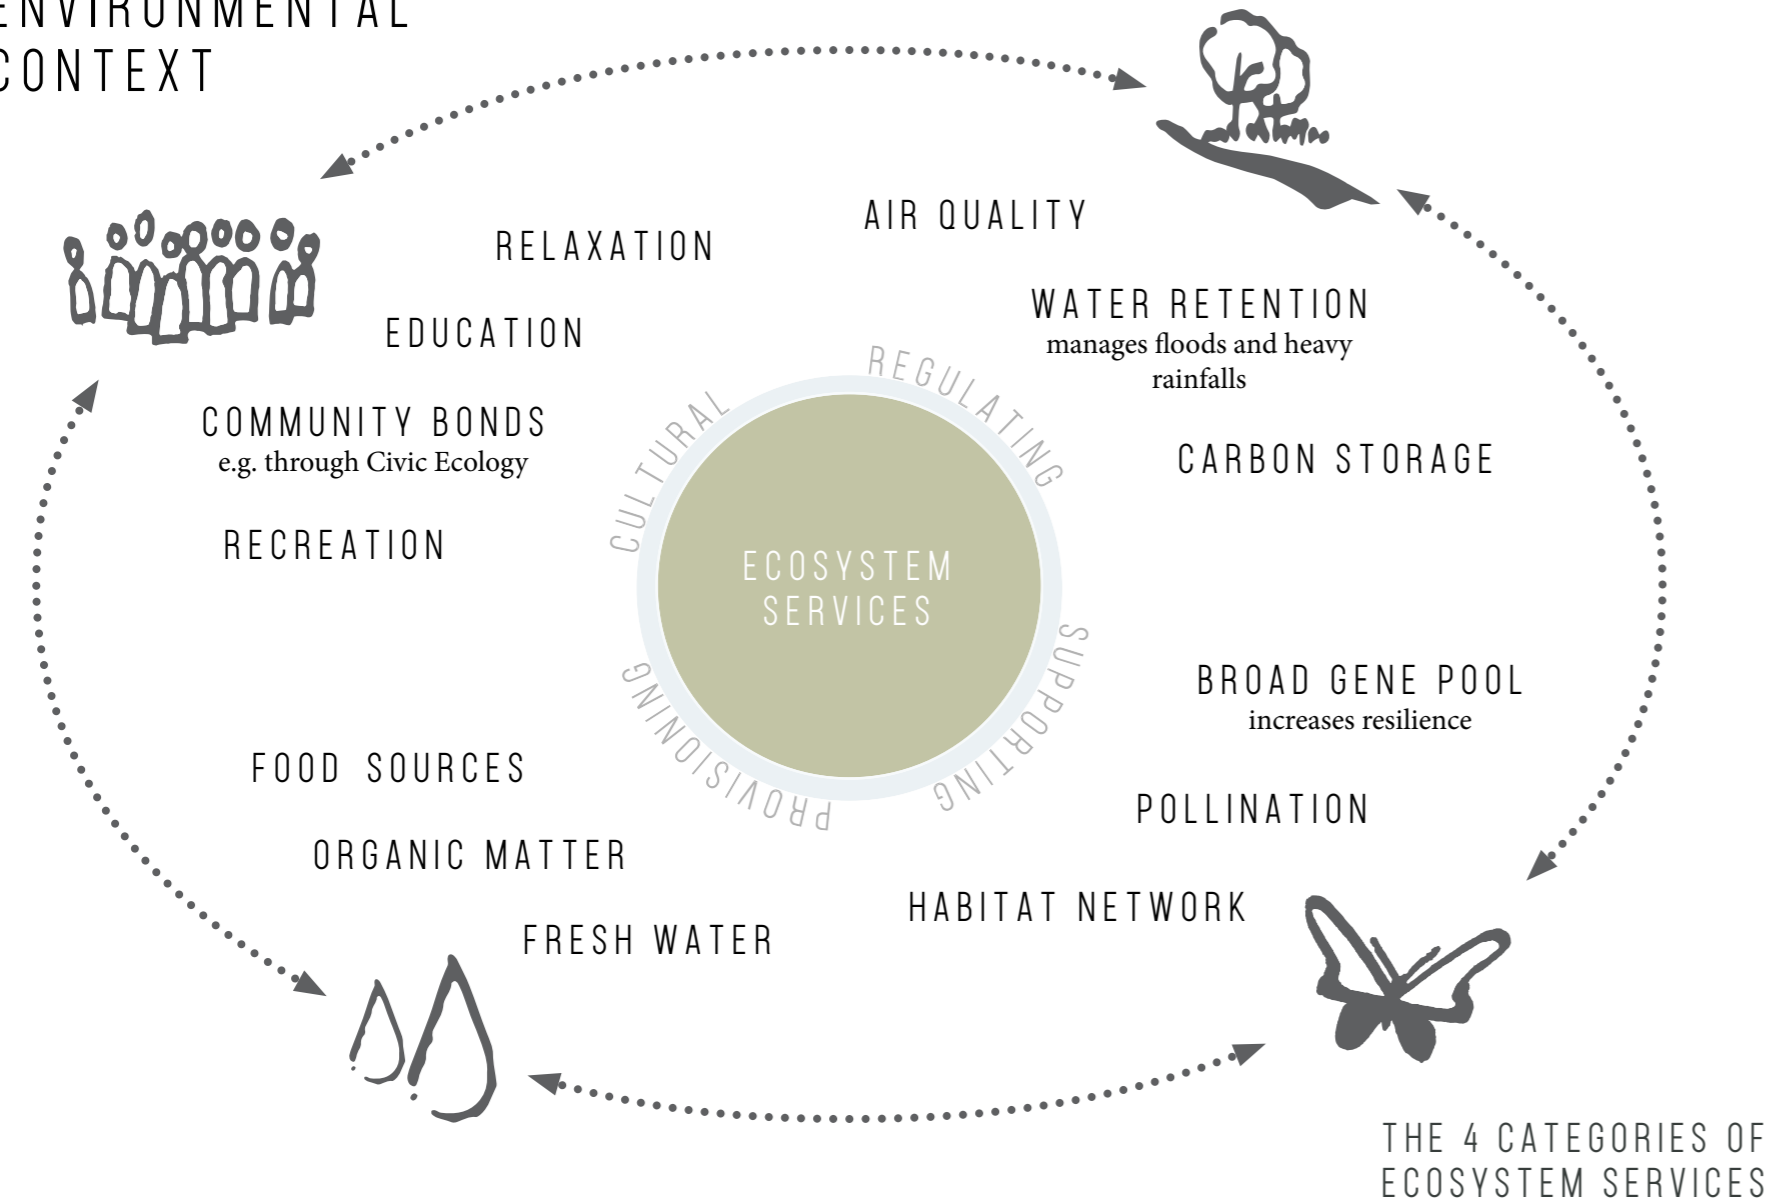 ENVIRONMENTAL
CONTEXT
RELAXATION
EDUCATION
COMMUNITY BONDS
e.g. through Civic Ecology
RECREATION
AIR QUALITY
WATER RETENTION
manages floods and heavy
rainfalls
CARBON STORAGE
CULTURAL
REGULATING
SUPPORTING
PROVISIONING
ECOSYSTEM
SERVICES
BROAD GENE POOL
increases resilience
POLLINATION
HABITAT NETWORK
FOOD SOURCES
ORGANIC MATTER
FRESH WATER
THE 4 CATEGORIES OF
ECOSYSTEM SERVICES